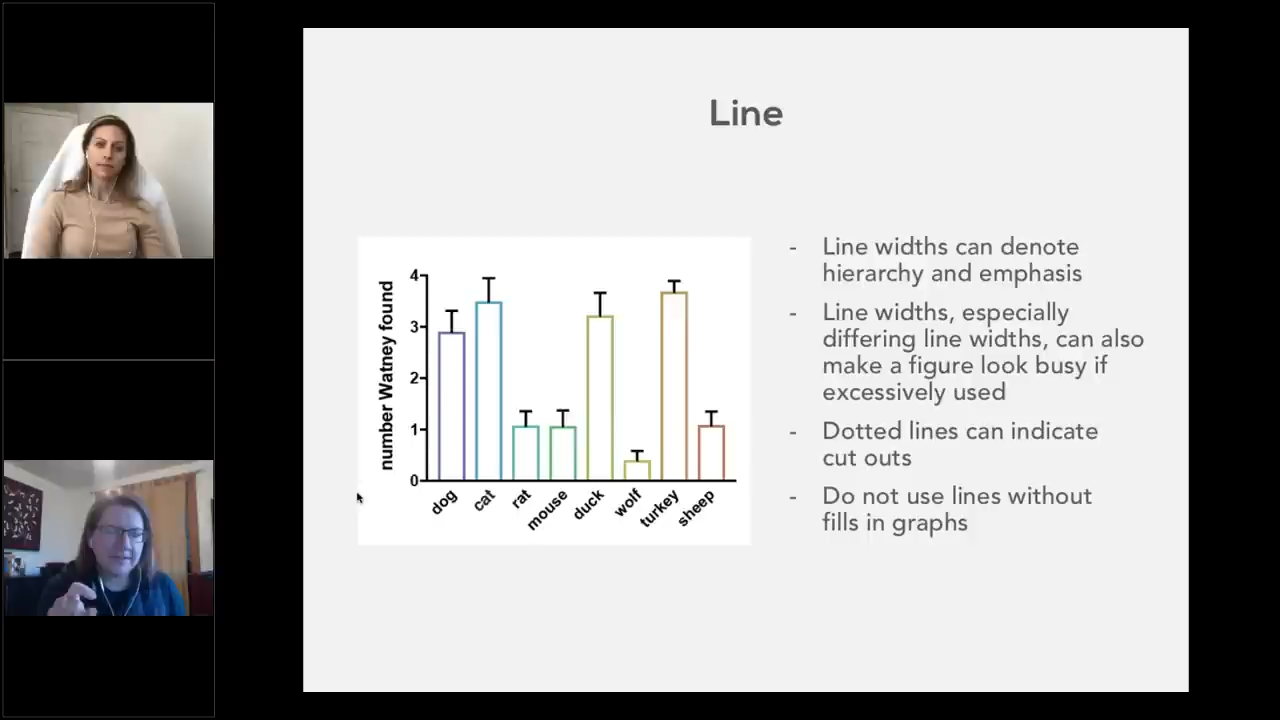 Line
number Watney found
4
3
2
1
0
dog
cat
rat
mouse
duck
wolf
turkey
sheep
- Line widths can denote
hierarchy and emphasis
- Line widths, especially
differing line widths, can also
make a figure look busy if
excessively used
- Dotted lines can indicate
cut outs
- Do not use lines without
fills in graphs